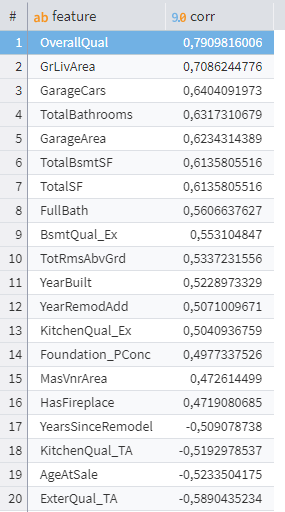 # ab feature 9.0 corr
1 OverallQual 0,7909816006
2 GrLivArea 0,7086244776
3 GarageCars 0,6404091973
4 TotalBathrooms 0,6317310679
5 GarageArea 0,6234314389
6 TotalBsmtSF 0,6135805516
7 TotalSF 0,6135805516
8 FullBath 0,5606637627
9 BsmtQual_Ex 0,553104847
10 TotRmsAbvGrd 0,5337231556
11 YearBuilt 0,5228973329
12 YearRemodAdd 0,5071009671
13 KitchenQual_Ex 0,5040936759
14 Foundation_PConc 0,4977337526
15 MasVnrArea 0,472614499
16 HasFireplace 0,4719080685
17 YearsSinceRemodel -0,509078738
18 KitchenQual_TA -0,5192978537
19 AgeAtSale -0,5233504175
20 ExterQual_TA -0,5890435234